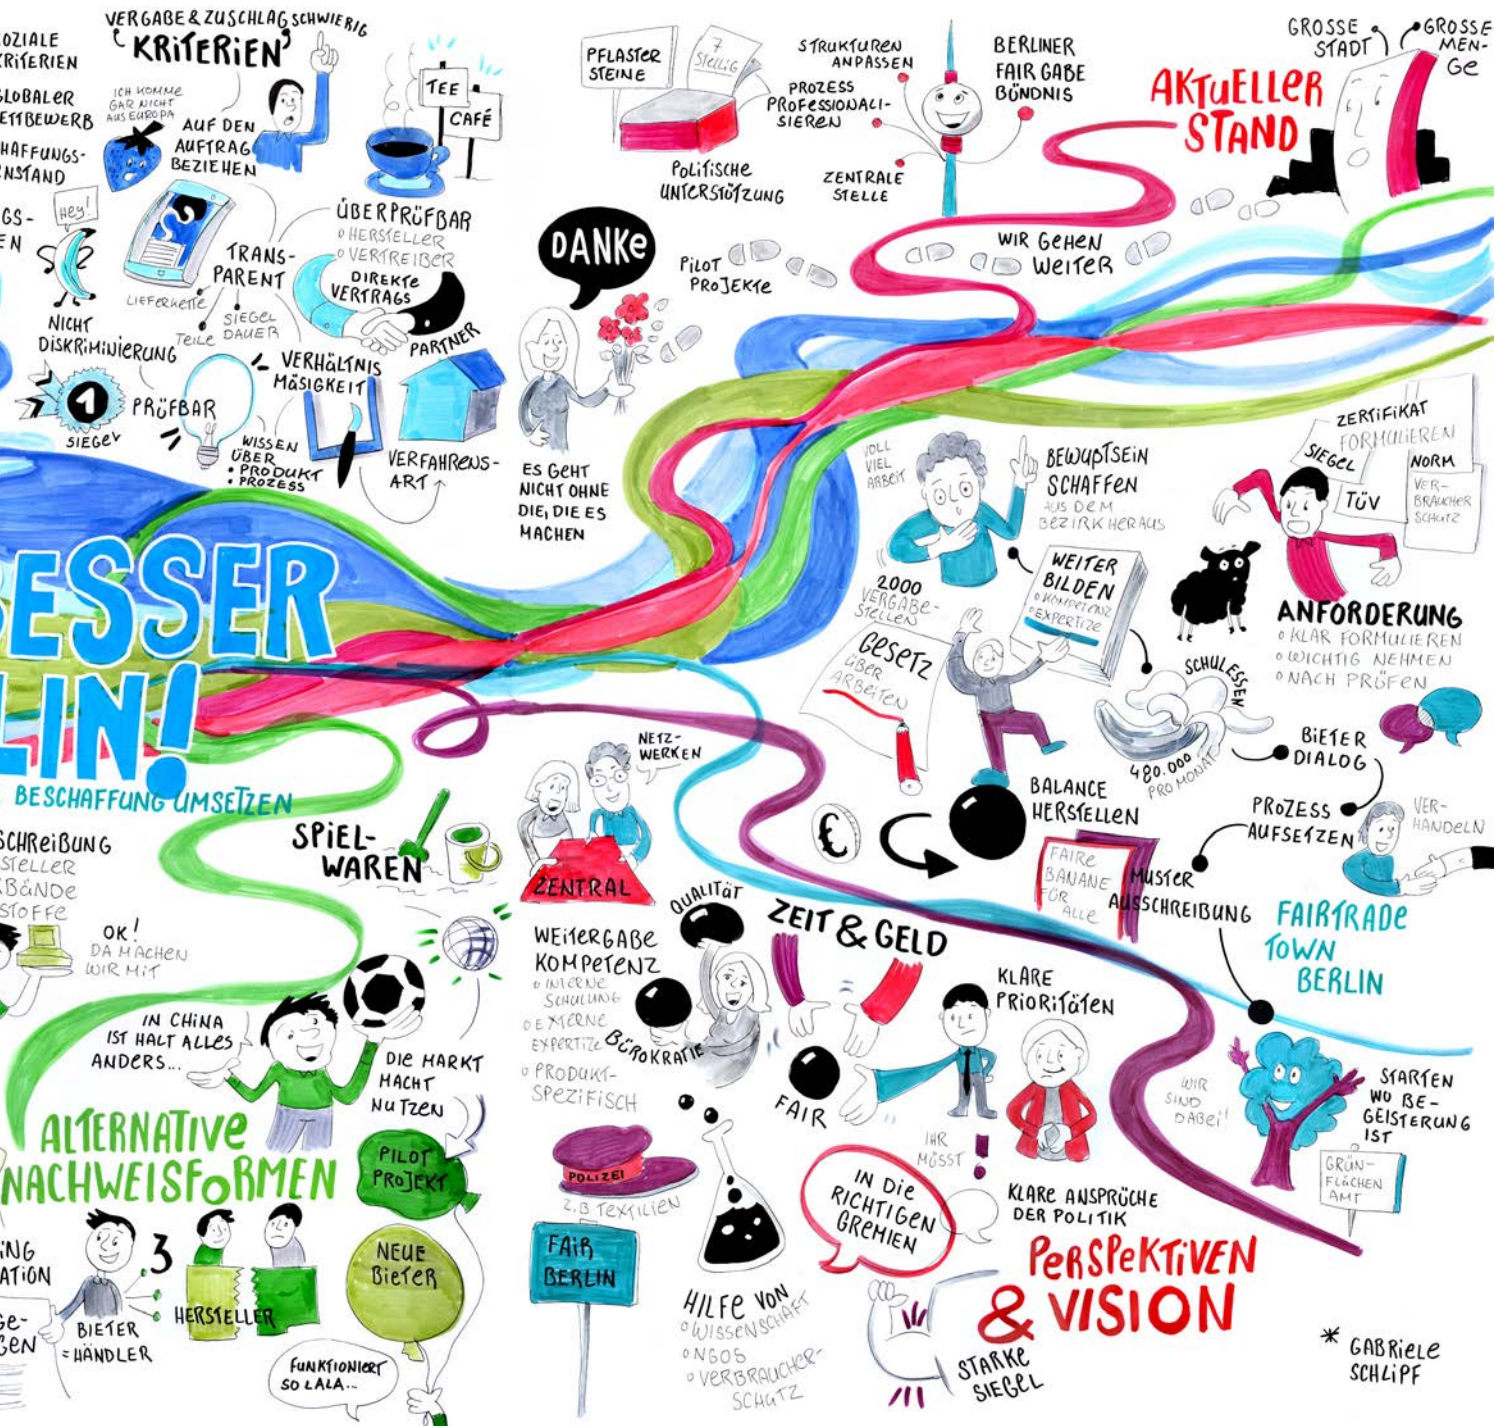 VERGABE & ZUSCHLAG SCHWIERIG
KRITERIEN
OZIALE
KRITERIEN
GLOBALER
ETTBEWERB
HAFFUNGS-
NSTAND
GS-
EN
ICH KOMME
GAR NICHT
AUS EUROPA
AUF DEN
AUFTRAG
BEZIEHEN
TEE
CAFÉ
Hey!
TRANS-
PARENT
LIEFERKETTE
TEILE
SIEGEL
DAUER
ÜBERPRÜFBAR
HERSTELLER
VERTREIBER
DIREKTE
VERTRAGS
PARTNER
NICHT
DISKRIMINIERUNG
1
SIEGEL
PRÜFBAR
VERHÄLTNIS
MÄSIGKEIT
WISSEN
ÜBER
• PRODUKT
• PROZESS
VERFAHRENS-
ART
PFLASTER
STEINE
7
Stellig
POLITISCHE
UNTERSTÜTZUNG
STRUKTUREN
ANPASSEN
PROZESS
PROFESSIONALI-
SIEREN
ZENTRALE
STELLE
BERLINER
FAIR GABE
BÜNDNIS
AKTUELLER
STAND
GROSSE
STADT
GROSSE
MEN-
GE
DANKE
PILOT
PROJEKTE
WIR GEHEN
WEITER
ES GEHT
NICHT OHNE
DIE, DIE ES
MACHEN
ESSER
LIN!
BESCHAFFUNG UMSETZEN
VOLL
VIEL
ARBEIT
BEWUPTSEIN
SCHAFFEN
AUS DEM
BEZIRK HERAUS
2000
VERGABE-
STELLEN
WEITER
BILDEN
KOMPETENZ
EXPERTIZE
GESETZ
ÜBER
ARBEITEN
ZERTIFIKAT
FORMULIEREN
SIEGEL
TÜV
NORM
VER-
BRAUCHER
SCHUTZ
ANFORDERUNG
KLAR FORMULIEREN
WICHTIG NEHMEN
NACH PRÜFEN
SCHULESSEN
480.000
PRO MONAT
BIETER
DIALOG
PROZESS
AUFSETZEN
VER-
HANDELN
€
BALANCE
HERSTELLEN
FAIRE
BANANE
FÜR
ALLE
MUSTER
AUSSCHREIBUNG
FAIRTRADE
TOWN
BERLIN
SCHREIBUNG
STELLER
BÄNDE
STOFFE
OK!
DA MACHEN
WIR MIT
SPIEL-
WAREN
IN CHINA
IST HALT ALLES
ANDERS...
DIE MARKT
MACHT
NUTZEN
ALTERNATIVE
NACHWEISFORMEN
PILOT
PROJEKT
NEUE
BIETER
BIETER
= HÄNDLER
3
HERSTELLER
FUNKTIONIERT
SO LALA...
NETZ-
WERKEN
ZENTRAL
WEITERGABE
KOMPETENZ
INTERNE
SCHULUNG
EXTERNE
EXPERTIZE
PRODUKT-
SPEZIFISCH
QUALITÄT
BÜROKRATIE
ZEIT & GELD
FAIR
KLARE
PRIORITÄTEN
POLIZEI
Z.B TEXTILIEN
FAIR
BERLIN
HILFE VON
WISSENSCHAFT
NGOS
VERBRAUCHER-
SCHUTZ
IHR
MÜSST
!
IN DIE
RICHTIGEN
GREMIEN
KLARE ANSPRÜCHE
DER POLITIK
PERSPEKTIVEN
& VISION
STARKE
SIEGEL
WIR
SIND
DABEI!
STARTEN
WO BE-
GEISTERUNG
IST
GRÜN-
FLÄCHEN
AMT
* GABRIELE
SCHLIPF